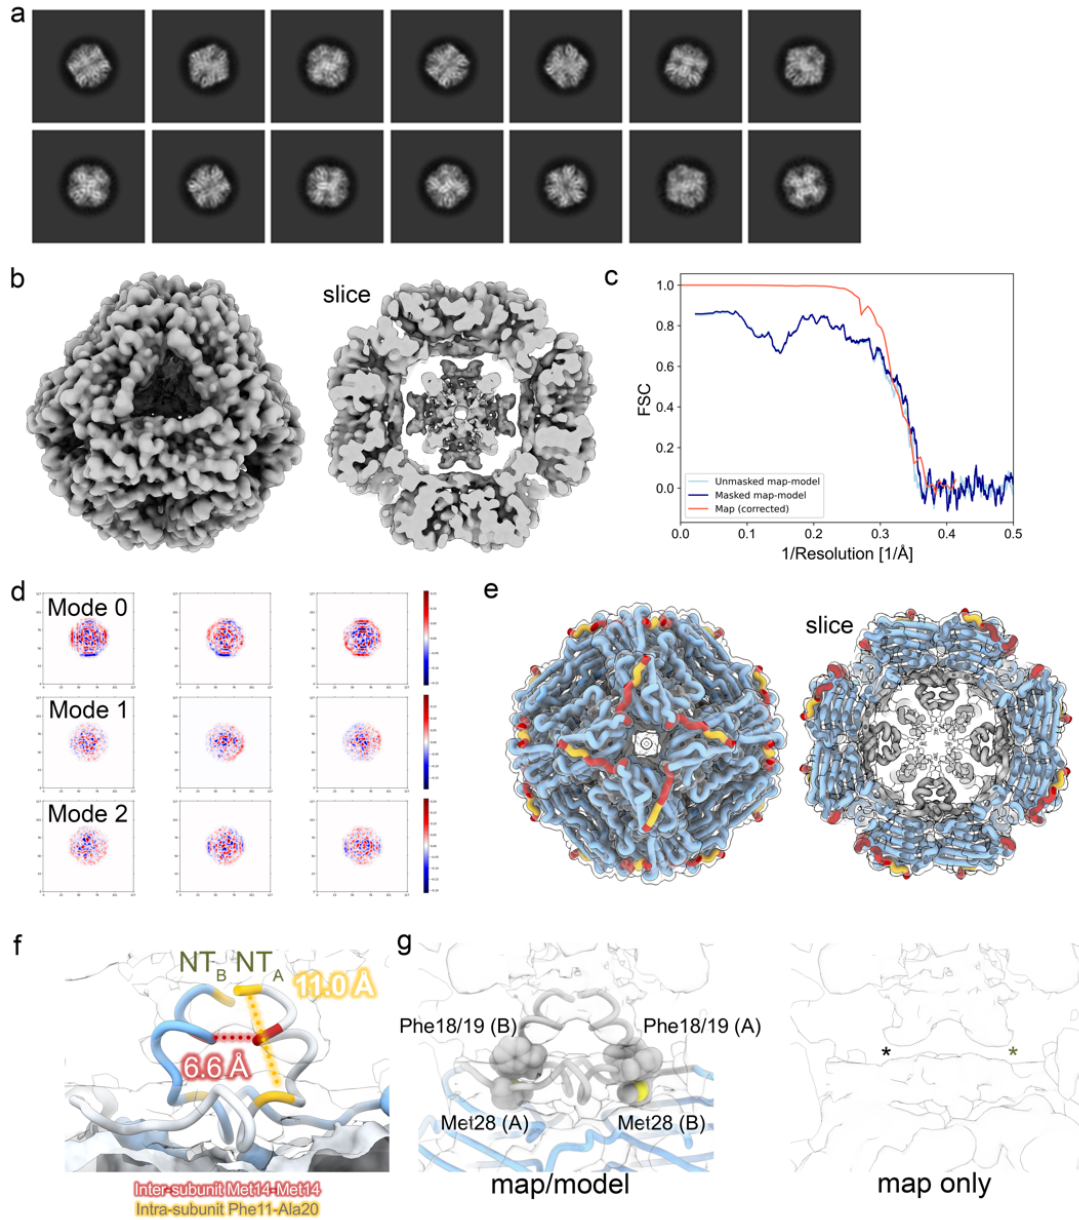 a
b
slice
c
FSC
1.0
0.8
0.6
0.4
0.2
0.0
Unmasked map-model
Masked map-model
Map (corrected)
0.0 0.1 0.2 0.3 0.4 0.5
1/Resolution [1/Å]
d
Mode 0
Mode 1
Mode 2
e
slice
f
NT_B NT_A
11.0 Å
6.6 Å
Inter-subunit Met14-Met14
Intra-subunit Phe11-Ala20
g
Phe18/19 (B)
Phe18/19 (A)
Met28 (A)
Met28 (B)
map/model
* *
map only